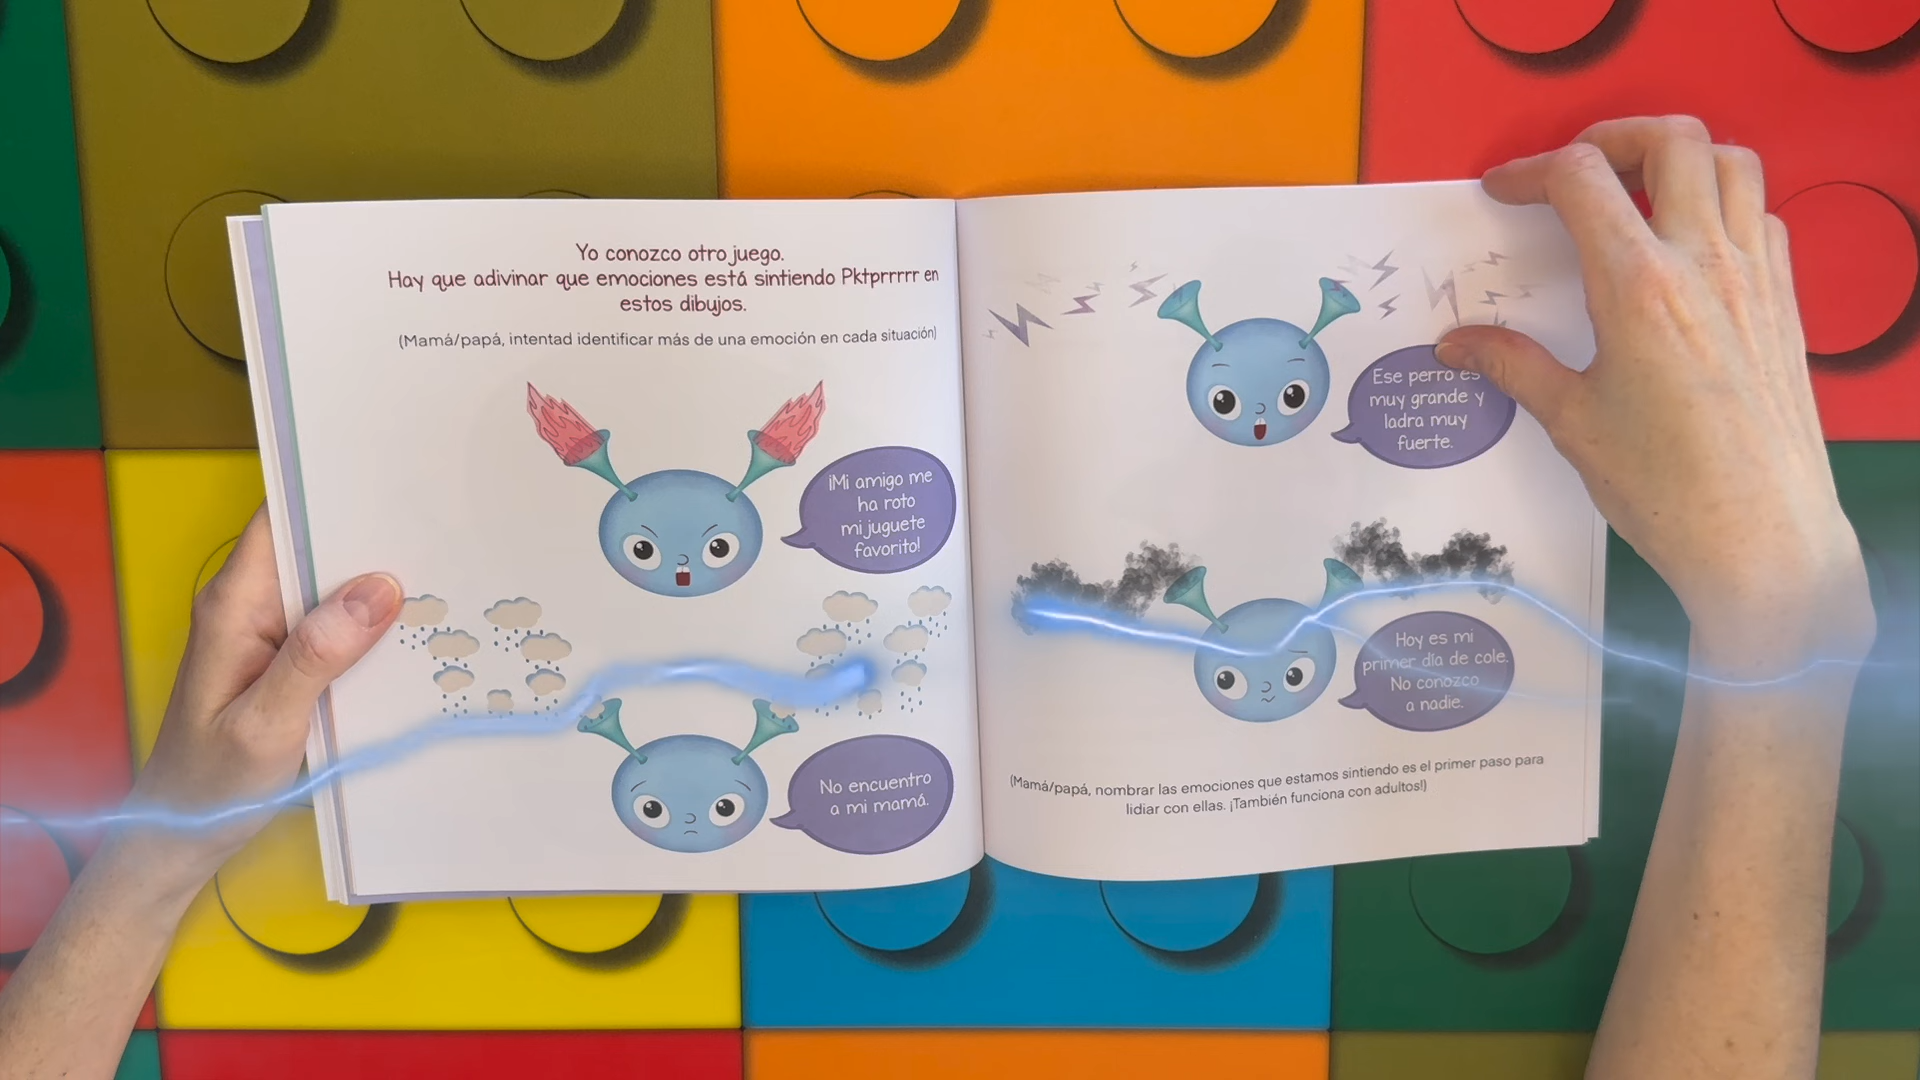 Yo conozco otro juego.
Hay que adivinar que emociones está sintiendo Pktprrrrr en
estos dibujos.
(Mamá/papá, intentad identificar más de una emoción en cada situación)
¡Mi amigo me
ha roto
mi juguete
favorito!
No encuentro
a mi mamá.
Ese perro es
muy grande y
ladra muy
fuerte.
Hoy es mi
primer día de cole.
No conozco
a nadie.
(Mamá/papá, nombrar las emociones que estamos sintiendo es el primer paso para
lidiar con ellas. ¡También funciona con adultos!)